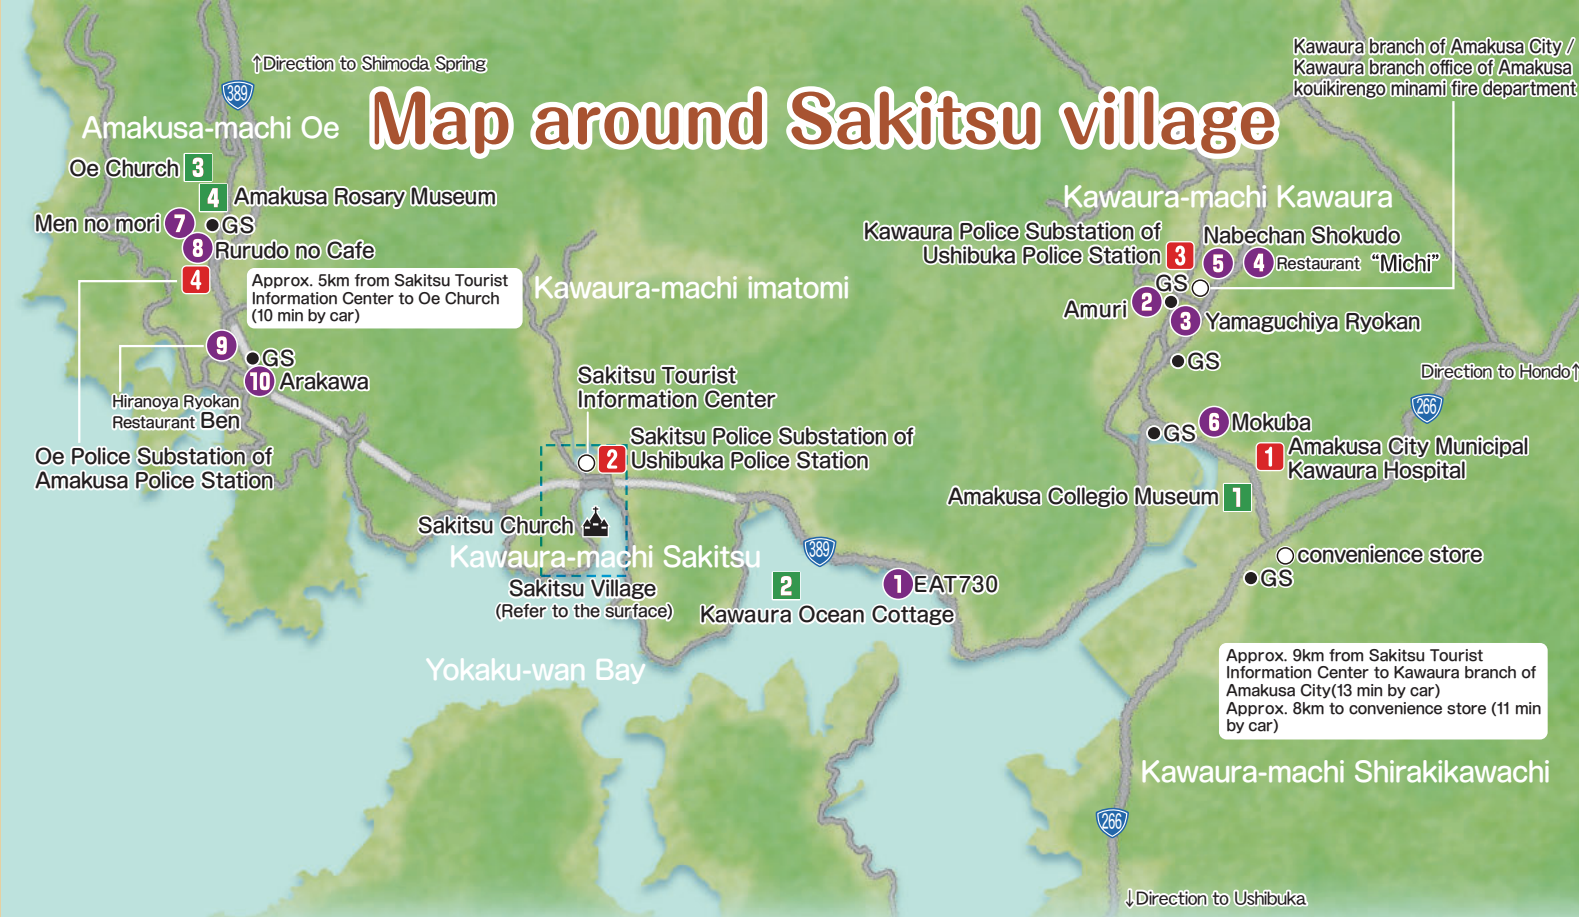 Map around Sakitsu village
↑Direction to Shimoda Spring
389
Amakusa-machi Oe
Oe Church 3
4 Amakusa Rosary Museum
Men no mori 7
GS
8 Rururdo no Cafe
4
Approx. 5km from Sakitsu Tourist
Information Center to Oe Church
(10 min by car)
9
GS
10 Arakawa
Hiranoya Ryokan
Restaurant Ben
Oe Police Substation of
Amakusa Police Station
Kawaura-machi imatomi
Sakitsu Tourist
Information Center
2 Sakitsu Police Substation of
Ushibuka Police Station
Sakitsu Church
Kawaura-machi Sakitsu
Sakitsu Village
(Refer to the surface)
389
2
Kawaura Ocean Cottage
1 EAT730
Yokaku-wan Bay
Kawaura branch of Amakusa City /
Kawaura branch office of Amakusa
kouikirengo minami fire department
Kawaura-machi Kawaura
Kawaura Police Substation of
Ushibuka Police Station 3
Nabechan Shokudo
5
4 Restaurant “Michi”
GS
Amuri 2
3 Yamaguchiya Ryokan
GS
Direction to Hondo↑
266
GS
6 Mokuba
1 Amakusa City Municipal
Kawaura Hospital
Amakusa Collegio Museum 1
convenience store
GS
Approx. 9km from Sakitsu Tourist
Information Center to Kawaura branch of
Amakusa City(13 min by car)
Approx. 8km to convenience store (11 min
by car)
Kawaura-machi Shirakikawachi
266
↓Direction to Ushibuka